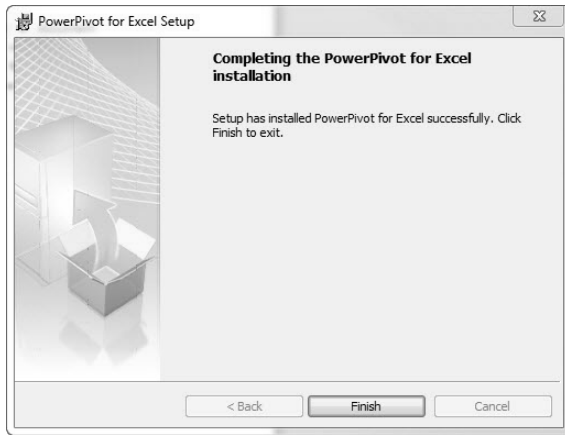 PowerPivot for Excel Setup
Completing the PowerPivot for Excel
installation
Setup has installed PowerPivot for Excel successfully. Click
Finish to exit.
< Back
Finish
Cancel